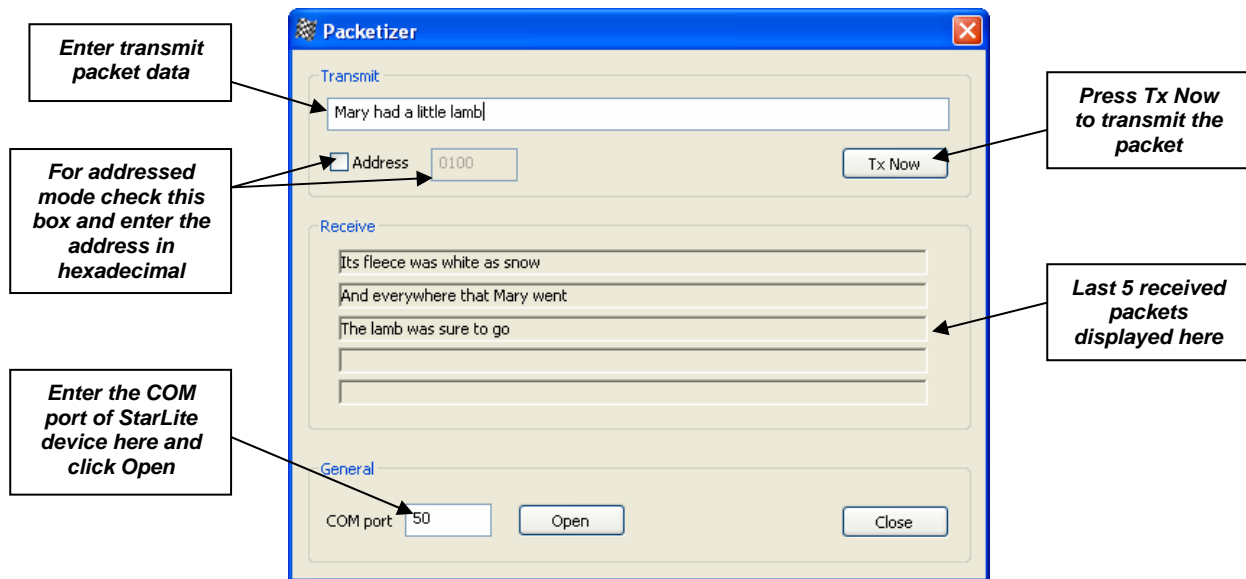 Packetizer
Enter transmit
packet data
Transmit
Mary had a little lamb
Address
0100
Tx Now
Press Tx Now
to transmit the
packet
For addressed
mode check this
box and enter the
address in
hexadecimal
Receive
Its fleece was white as snow
And everywhere that Mary went
The lamb was sure to go
Last 5 received
packets
displayed here
Enter the COM
port of StarLite
device here and
click Open
General
COM port
50
Open
Close